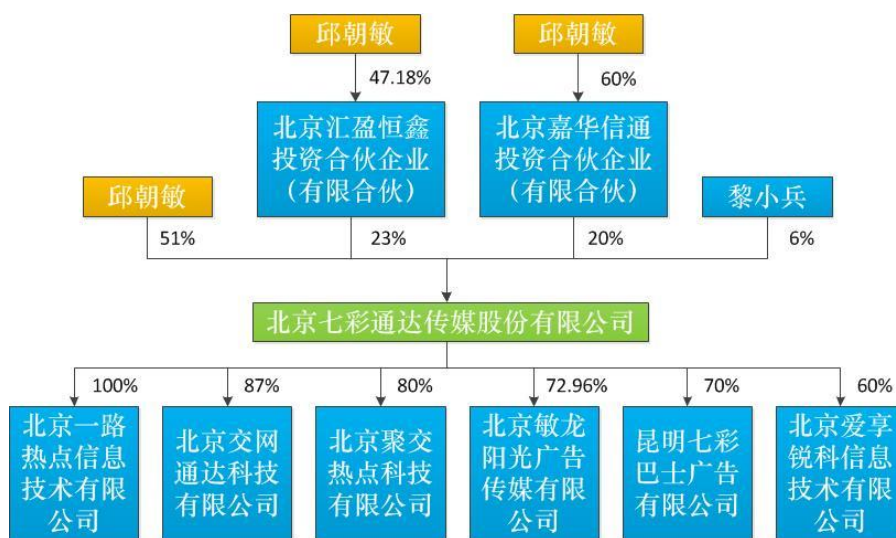 邱朝敏
邱朝敏
47.18%
60%
北京汇盈恒鑫
投资合伙企业
（有限合伙）
北京嘉华信通
投资合伙企业
（有限合伙）
邱朝敏
黎小兵
51%
23%
20%
6%
北京七彩通达传媒股份有限公司
100%
87%
80%
72.96%
70%
60%
北京一路
热点信息
技术有限
公司
北京交网
通达科技
有限公司
北京聚交
热点科技
有限公司
北京敏龙
阳光广告
传媒有限
公司
昆明七彩
巴士广告
有限公司
北京爱享
锐科信息
技术有限
公司